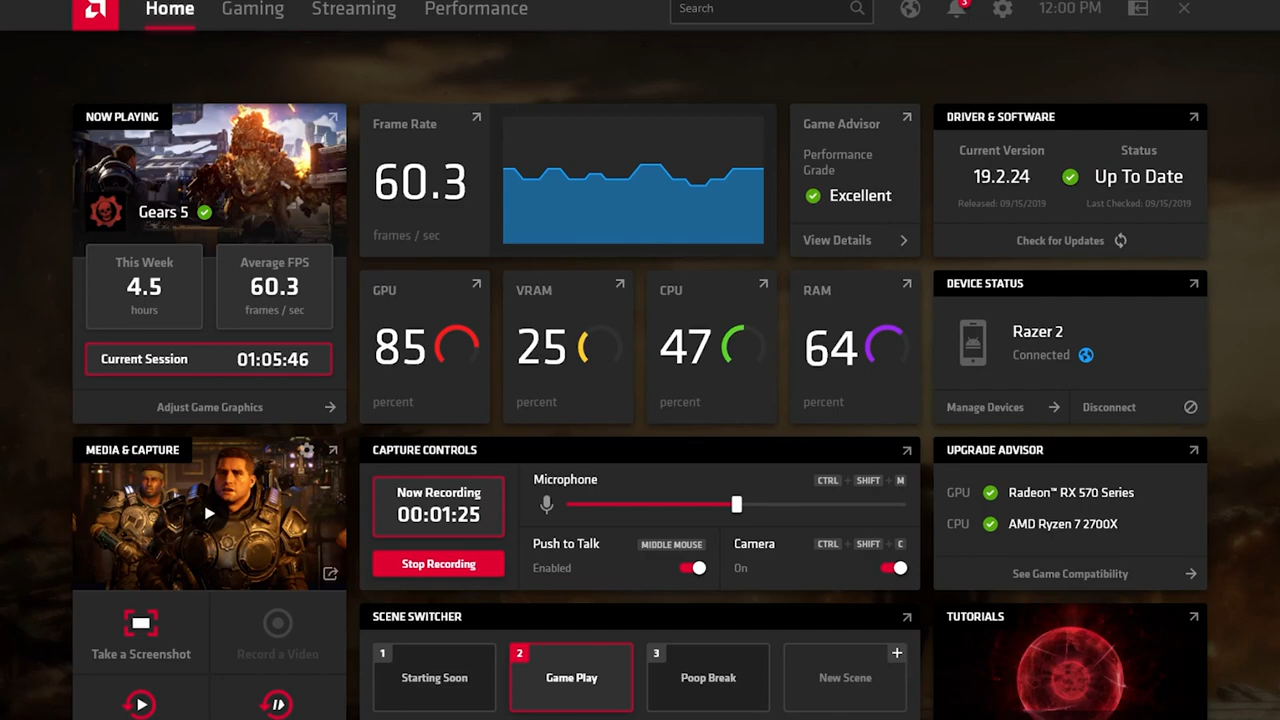 Home
Gaming
Streaming
Performance
Search
3
12:00 PM
NOW PLAYING
Gears 5
This Week
4.5
hours
Average FPS
60.3
frames / sec
Current Session 01:05:46
Adjust Game Graphics
Frame Rate
60.3
frames / sec
Game Advisor
Performance
Grade
Excellent
View Details
DRIVER & SOFTWARE
Current Version
19.2.24
Released: 09/15/2019
Status
Up To Date
Last Checked: 09/15/2019
Check for Updates
GPU
85
percent
VRAM
25
percent
CPU
47
percent
RAM
64
percent
DEVICE STATUS
Razer 2
Connected
Manage Devices
Disconnect
MEDIA & CAPTURE
Take a Screenshot
Record a Video
CAPTURE CONTROLS
Now Recording
00:01:25
Stop Recording
Microphone
CTRL + SHIFT + M
Push to Talk
MIDDLE MOUSE
Enabled
Camera
CTRL + SHIFT + C
On
UPGRADE ADVISOR
GPU Radeon™ RX 570 Series
CPU AMD Ryzen 7 2700X
See Game Compatibility
SCENE SWITCHER
1
Starting Soon
2
Game Play
3
Poop Break
+
New Scene
TUTORIALS